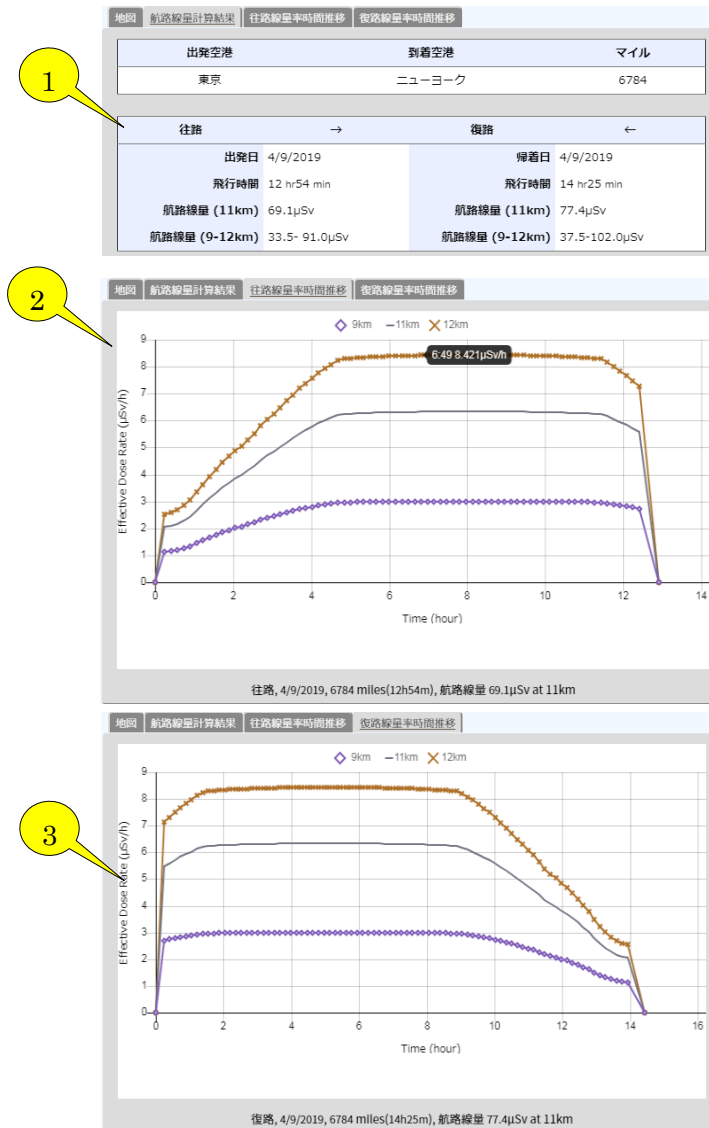 1
地図 航路線量計算結果 往路線量率時間推移 復路線量率時間推移
出発空港 到着空港 マイル
東京 ニューヨーク 6784
往路 → 復路 ←
出発日 4/9/2019 帰着日 4/9/2019
飛行時間 12 hr54 min 飛行時間 14 hr25 min
航路線量 (11km) 69.1μSv 航路線量 (11km) 77.4μSv
航路線量 (9-12km) 33.5- 91.0μSv 航路線量 (9-12km) 37.5-102.0μSv
2
地図 航路線量計算結果 往路線量率時間推移 復路線量率時間推移
9km 11km 12km
9
8
7
6
5
4
3
2
1
0
Effective Dose Rate (μSv/h)
6:49 8.421μSv/h
0 2 4 6 8 10 12 14
Time (hour)
往路, 4/9/2019, 6784 miles(12h54m), 航路線量 69.1μSv at 11km
3
地図 航路線量計算結果 往路線量率時間推移 復路線量率時間推移
9km 11km 12km
9
8
7
6
5
4
3
2
1
0
Effective Dose Rate (μSv/h)
0 2 4 6 8 10 12 14 16
Time (hour)
復路, 4/9/2019, 6784 miles(14h25m), 航路線量 77.4μSv at 11km